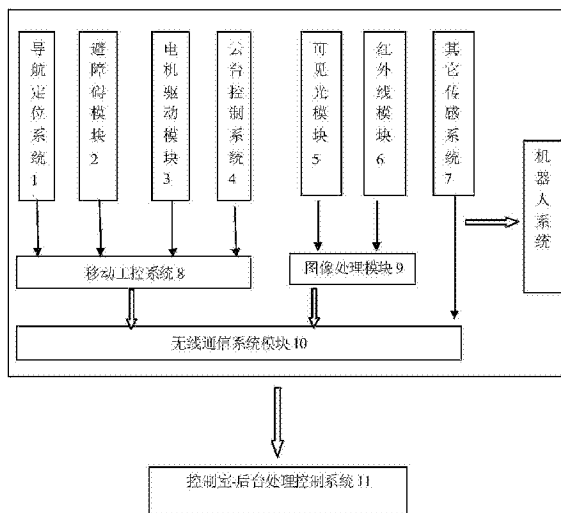 导航定位系统1
避障碍模块2
电机驱动模块3
云台控制系统4
可见光模块5
红外线模块6
其它传感系统7
机器人系统
移动工控系统8
图像处理模块9
无线通信系统模块10
控制室-后台处理控制系统11